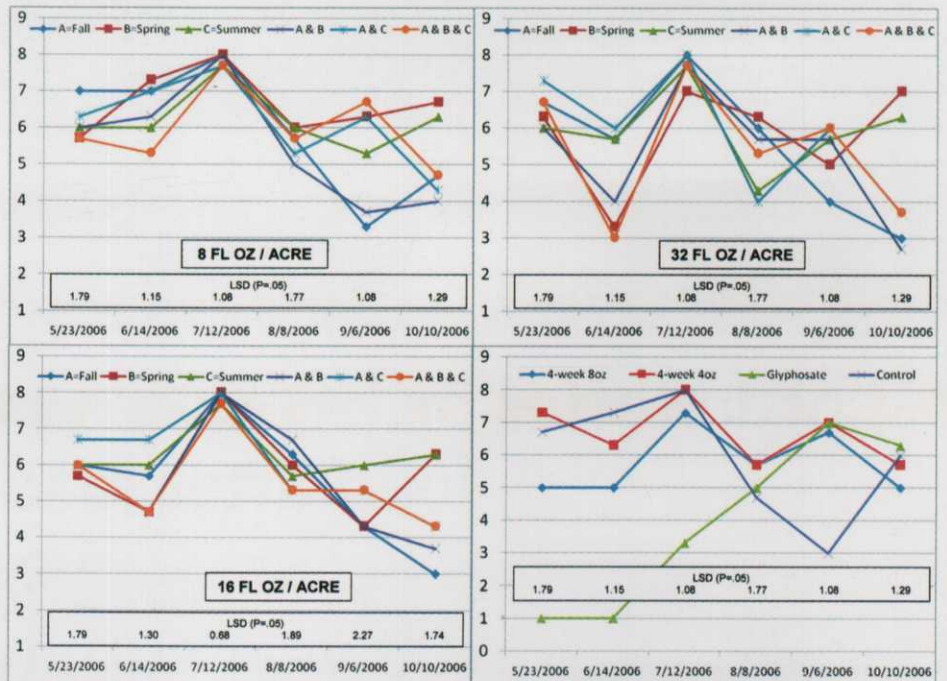 9
A=Fall B=Spring C=Summer A & B A & C A & B & C
8
7
6
5
4
3
8 FL OZ / ACRE
2
LSD (P=.05)
1.79 1.15 1.06 1.77 1.08 1.29
1
5/23/2006 6/14/2006 7/12/2006 8/8/2006 9/6/2006 10/10/2006
9
A=Fall B=Spring C=Summer A & B A & C A & B & C
8
7
6
5
4
3
32 FL OZ / ACRE
2
LSD (P=.05)
1.79 1.15 1.06 1.77 1.08 1.29
1
5/23/2006 6/14/2006 7/12/2006 8/8/2006 9/6/2006 10/10/2006
9
A=Fall B=Spring C=Summer A & B A & C A & B & C
8
7
6
5
4
3
16 FL OZ / ACRE
2
LSD (P=.05)
1.79 1.30 0.68 1.89 2.27 1.74
1
5/23/2006 6/14/2006 7/12/2006 8/8/2006 9/6/2006 10/10/2006
9
4-week 8oz 4-week 4oz Glyphosate Control
8
7
6
5
4
3
2
LSD (P=.05)
1.79 1.15 1.06 1.77 1.08 1.29
1
0
5/23/2006 6/14/2006 7/12/2006 8/8/2006 9/6/2006 10/10/2006